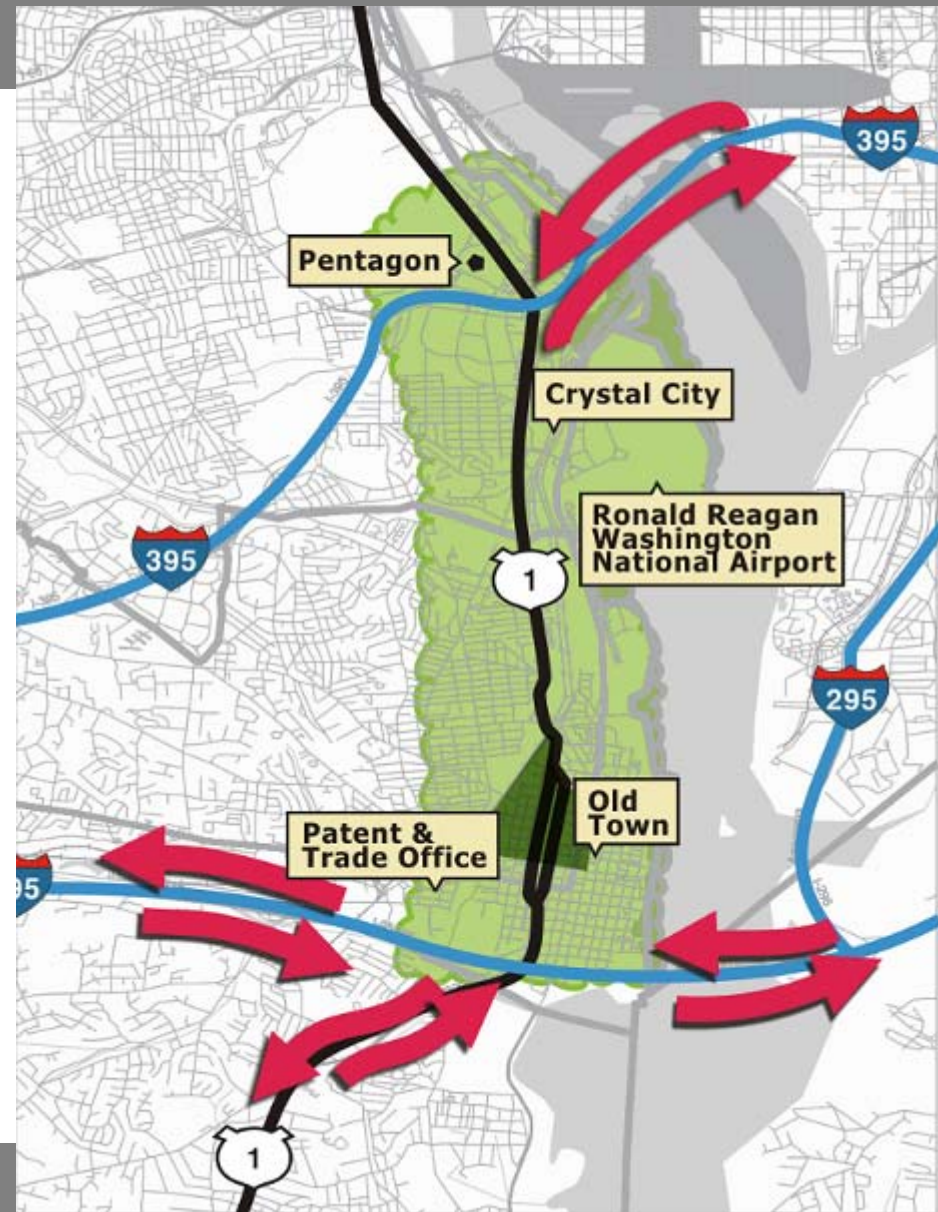 395
Pentagon
Crystal City
Ronald Reagan
Washington
National Airport
395
1
295
Old
Town
Patent &
Trade Office
95
I-295
1